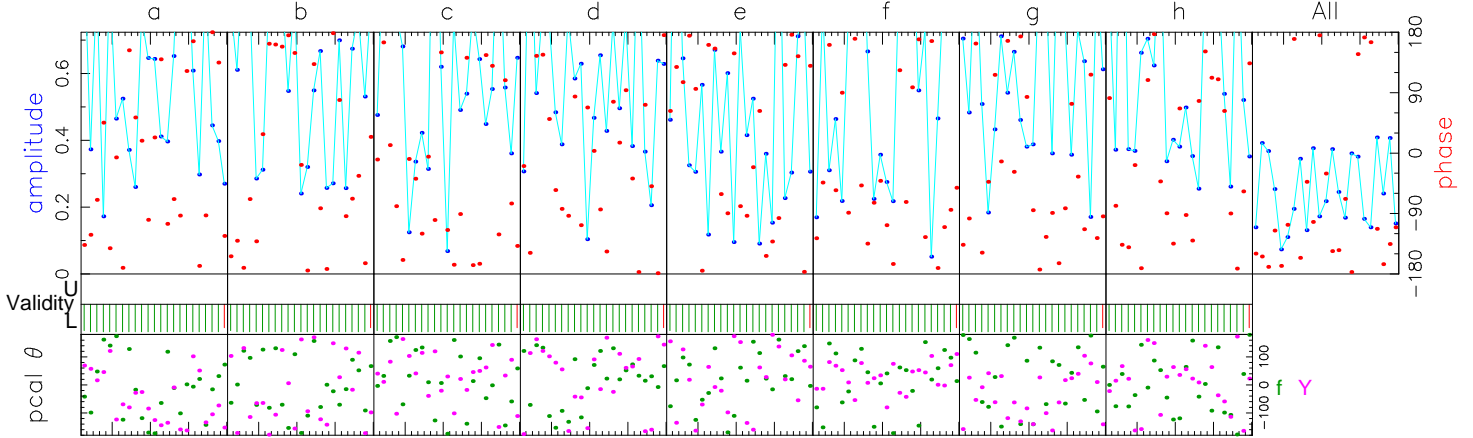 a b c d e f g h All
amplitude
0 0.2 0.4 0.6
180 90 0 −90 −180
phase
U
Validity
L
pcal θ
100 0 −100
f Y